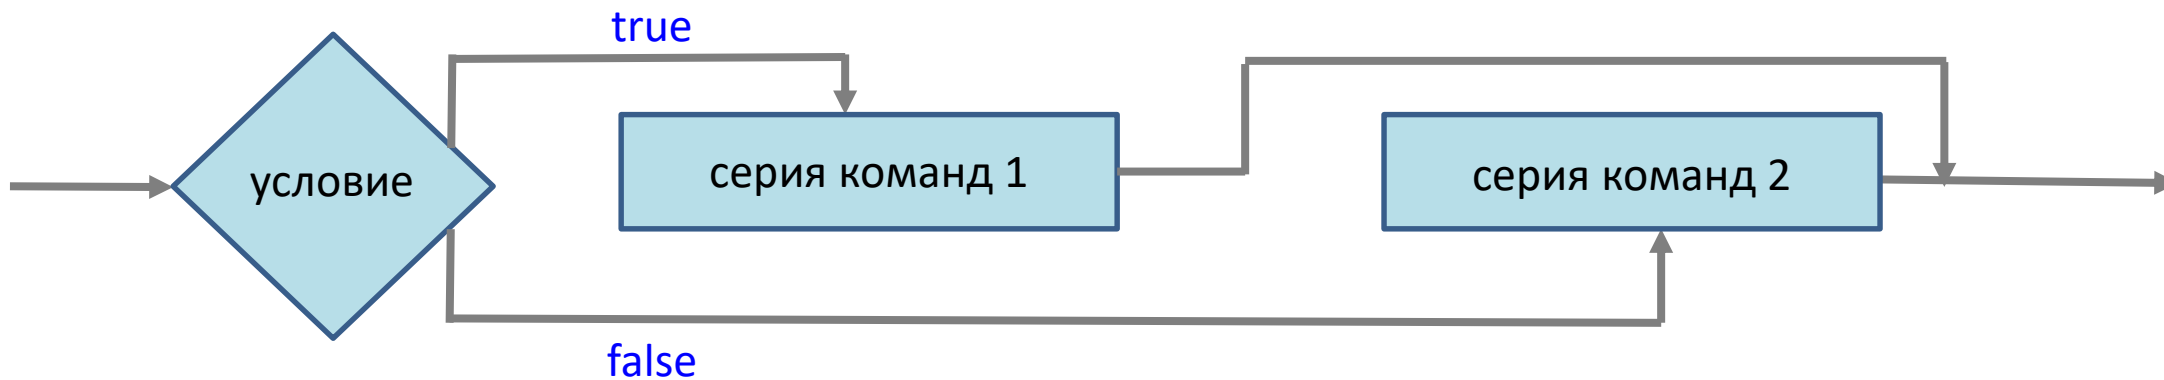 true
условие
серия команд 1
серия команд 2
false